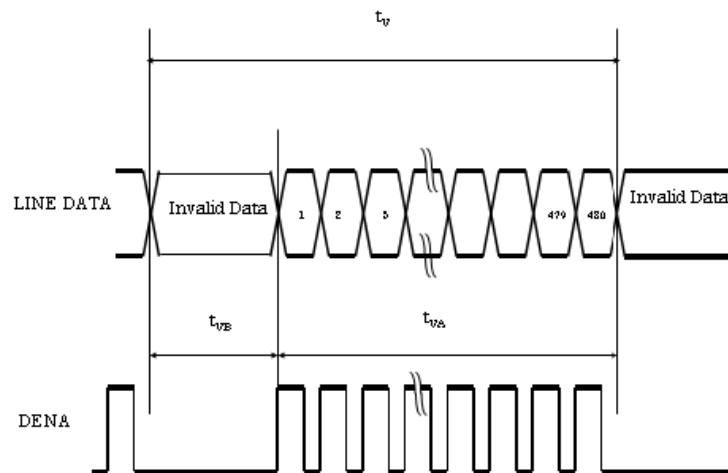 tV
LINE DATA
Invalid Data
1
2
3
479
480
Invalid Data
tVB
tVA
DENA